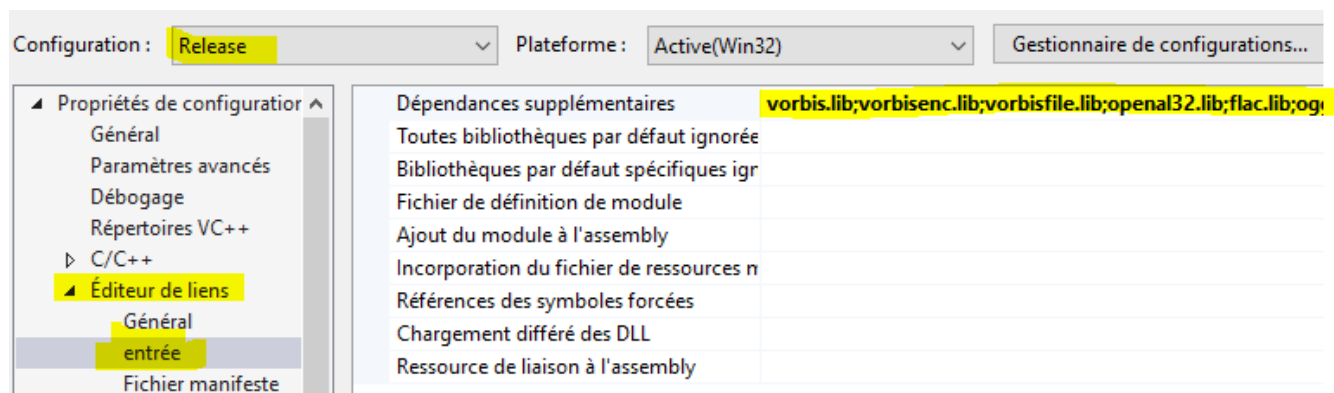 Configuration : Release Plateforme : Active(Win32) Gestionnaire de configurations...
Propriétés de configuration
Général
Paramètres avancés
Débogage
Répertoires VC++
C/C++
Éditeur de liens
Général
entrée
Fichier manifeste
Dépendances supplémentaires vorbis.lib;vorbisenc.lib;vorbisfile.lib;openal32.lib;flac.lib;ogg
Toutes bibliothèques par défaut ignorée
Bibliothèques par défaut spécifiques ign
Fichier de définition de module
Ajout du module à l'assembly
Incorporation du fichier de ressources m
Références des symboles forcées
Chargement différé des DLL
Ressource de liaison à l'assembly